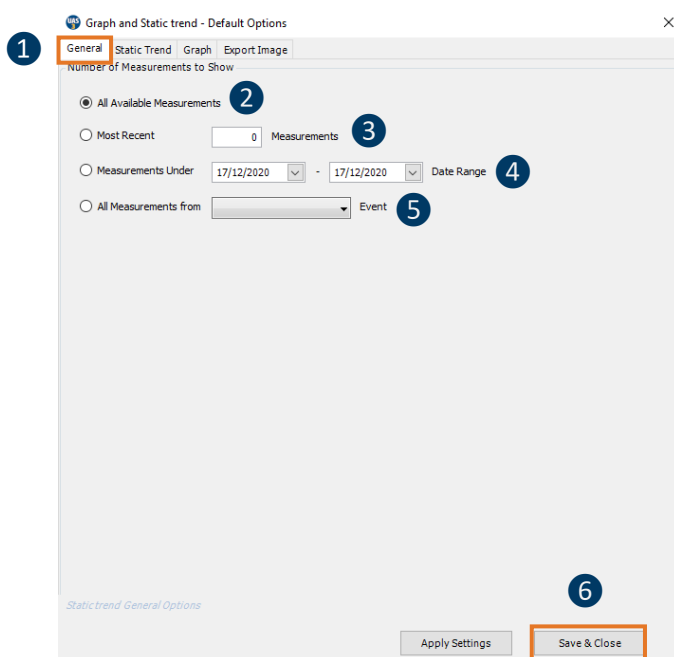 UAS
3
Graph and Static trend - Default Options
1
General Static Trend Graph Export Image
Number of Measurements to Show
All Available Measurements 2
Most Recent 0 Measurements 3
Measurements Under 17/12/2020 - 17/12/2020 Date Range 4
All Measurements from Event 5
6
Static trend General Options
Apply Settings Save & Close